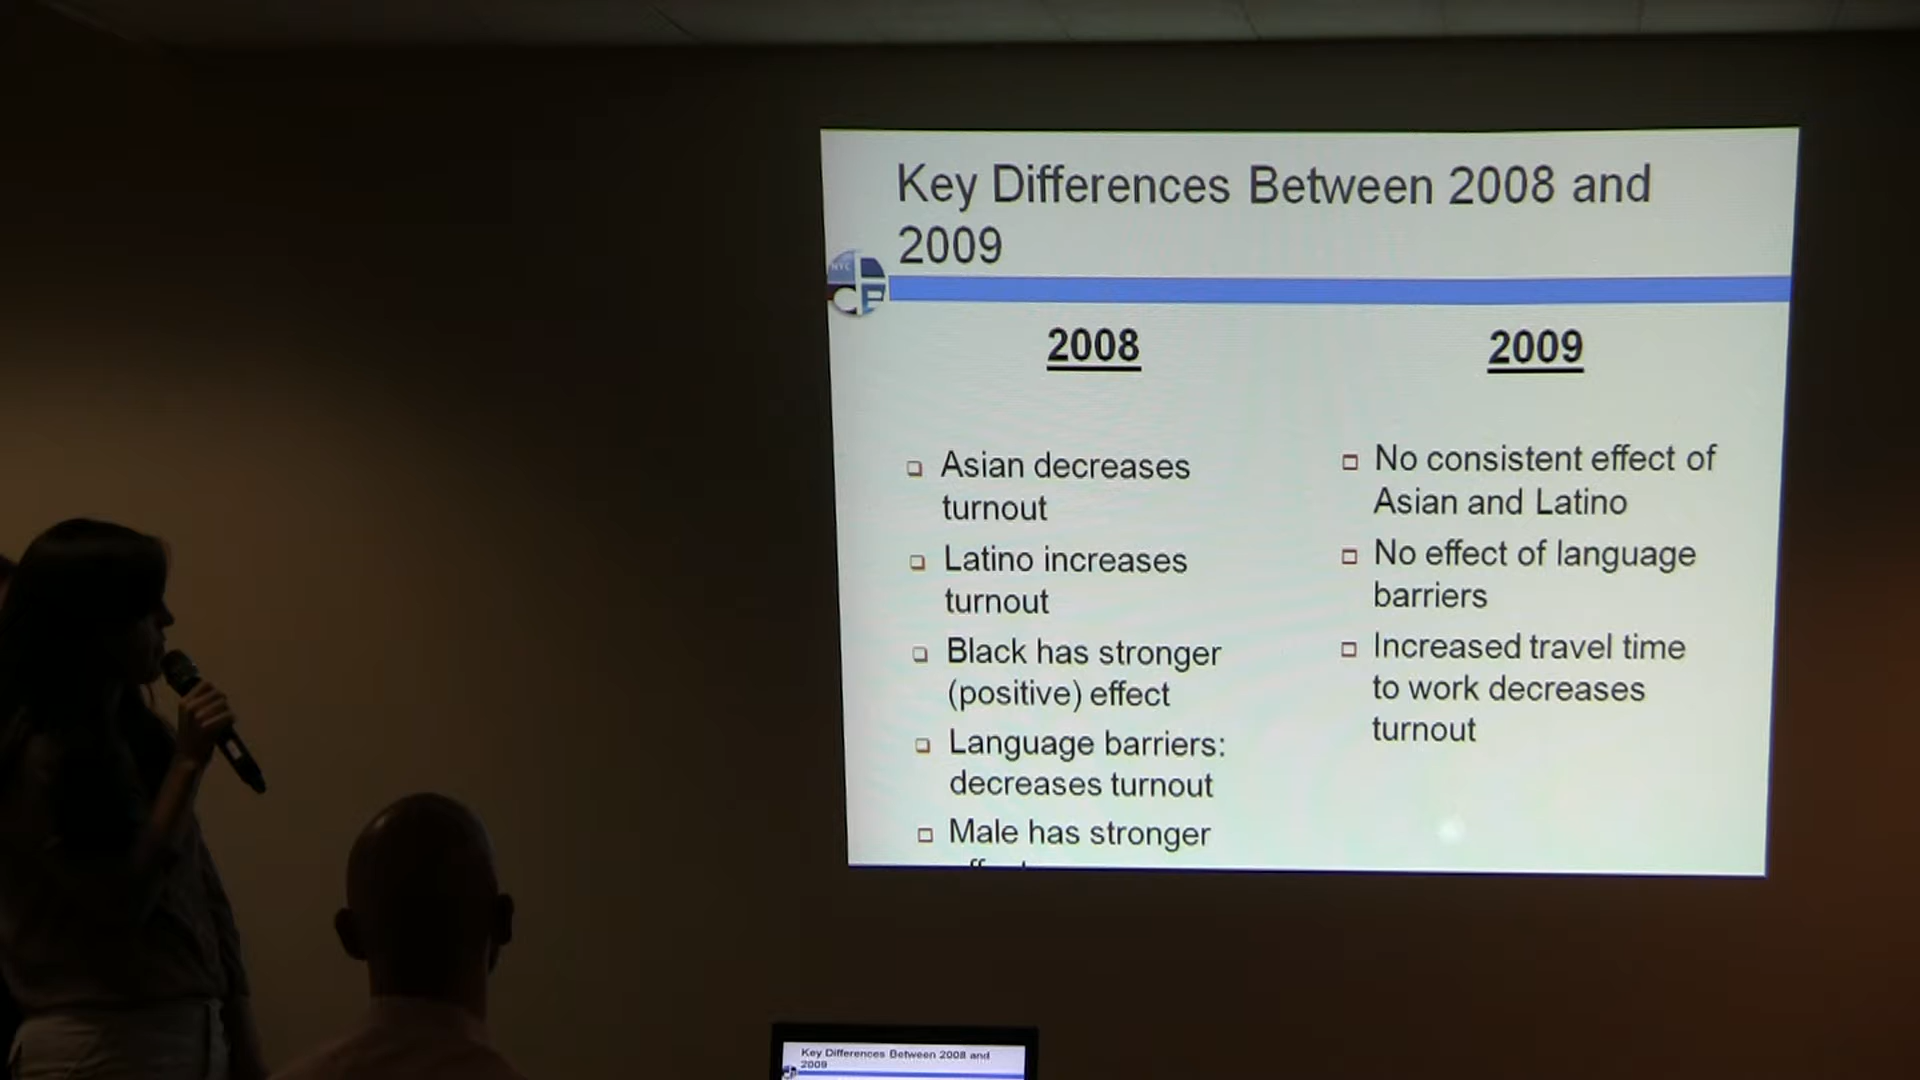 Key Differences Between 2008 and
2009
NYC
2008
Asian decreases
turnout
Latino increases
turnout
Black has stronger
(positive) effect
Language barriers:
decreases turnout
Male has stronger
2009
No consistent effect of
Asian and Latino
No effect of language
barriers
Increased travel time
to work decreases
turnout
Key Differences Between 2008 and
2009